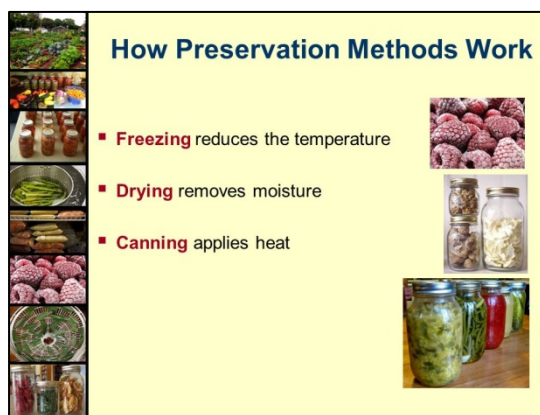 How Preservation Methods Work
Freezing reduces the temperature
Drying removes moisture
Canning applies heat